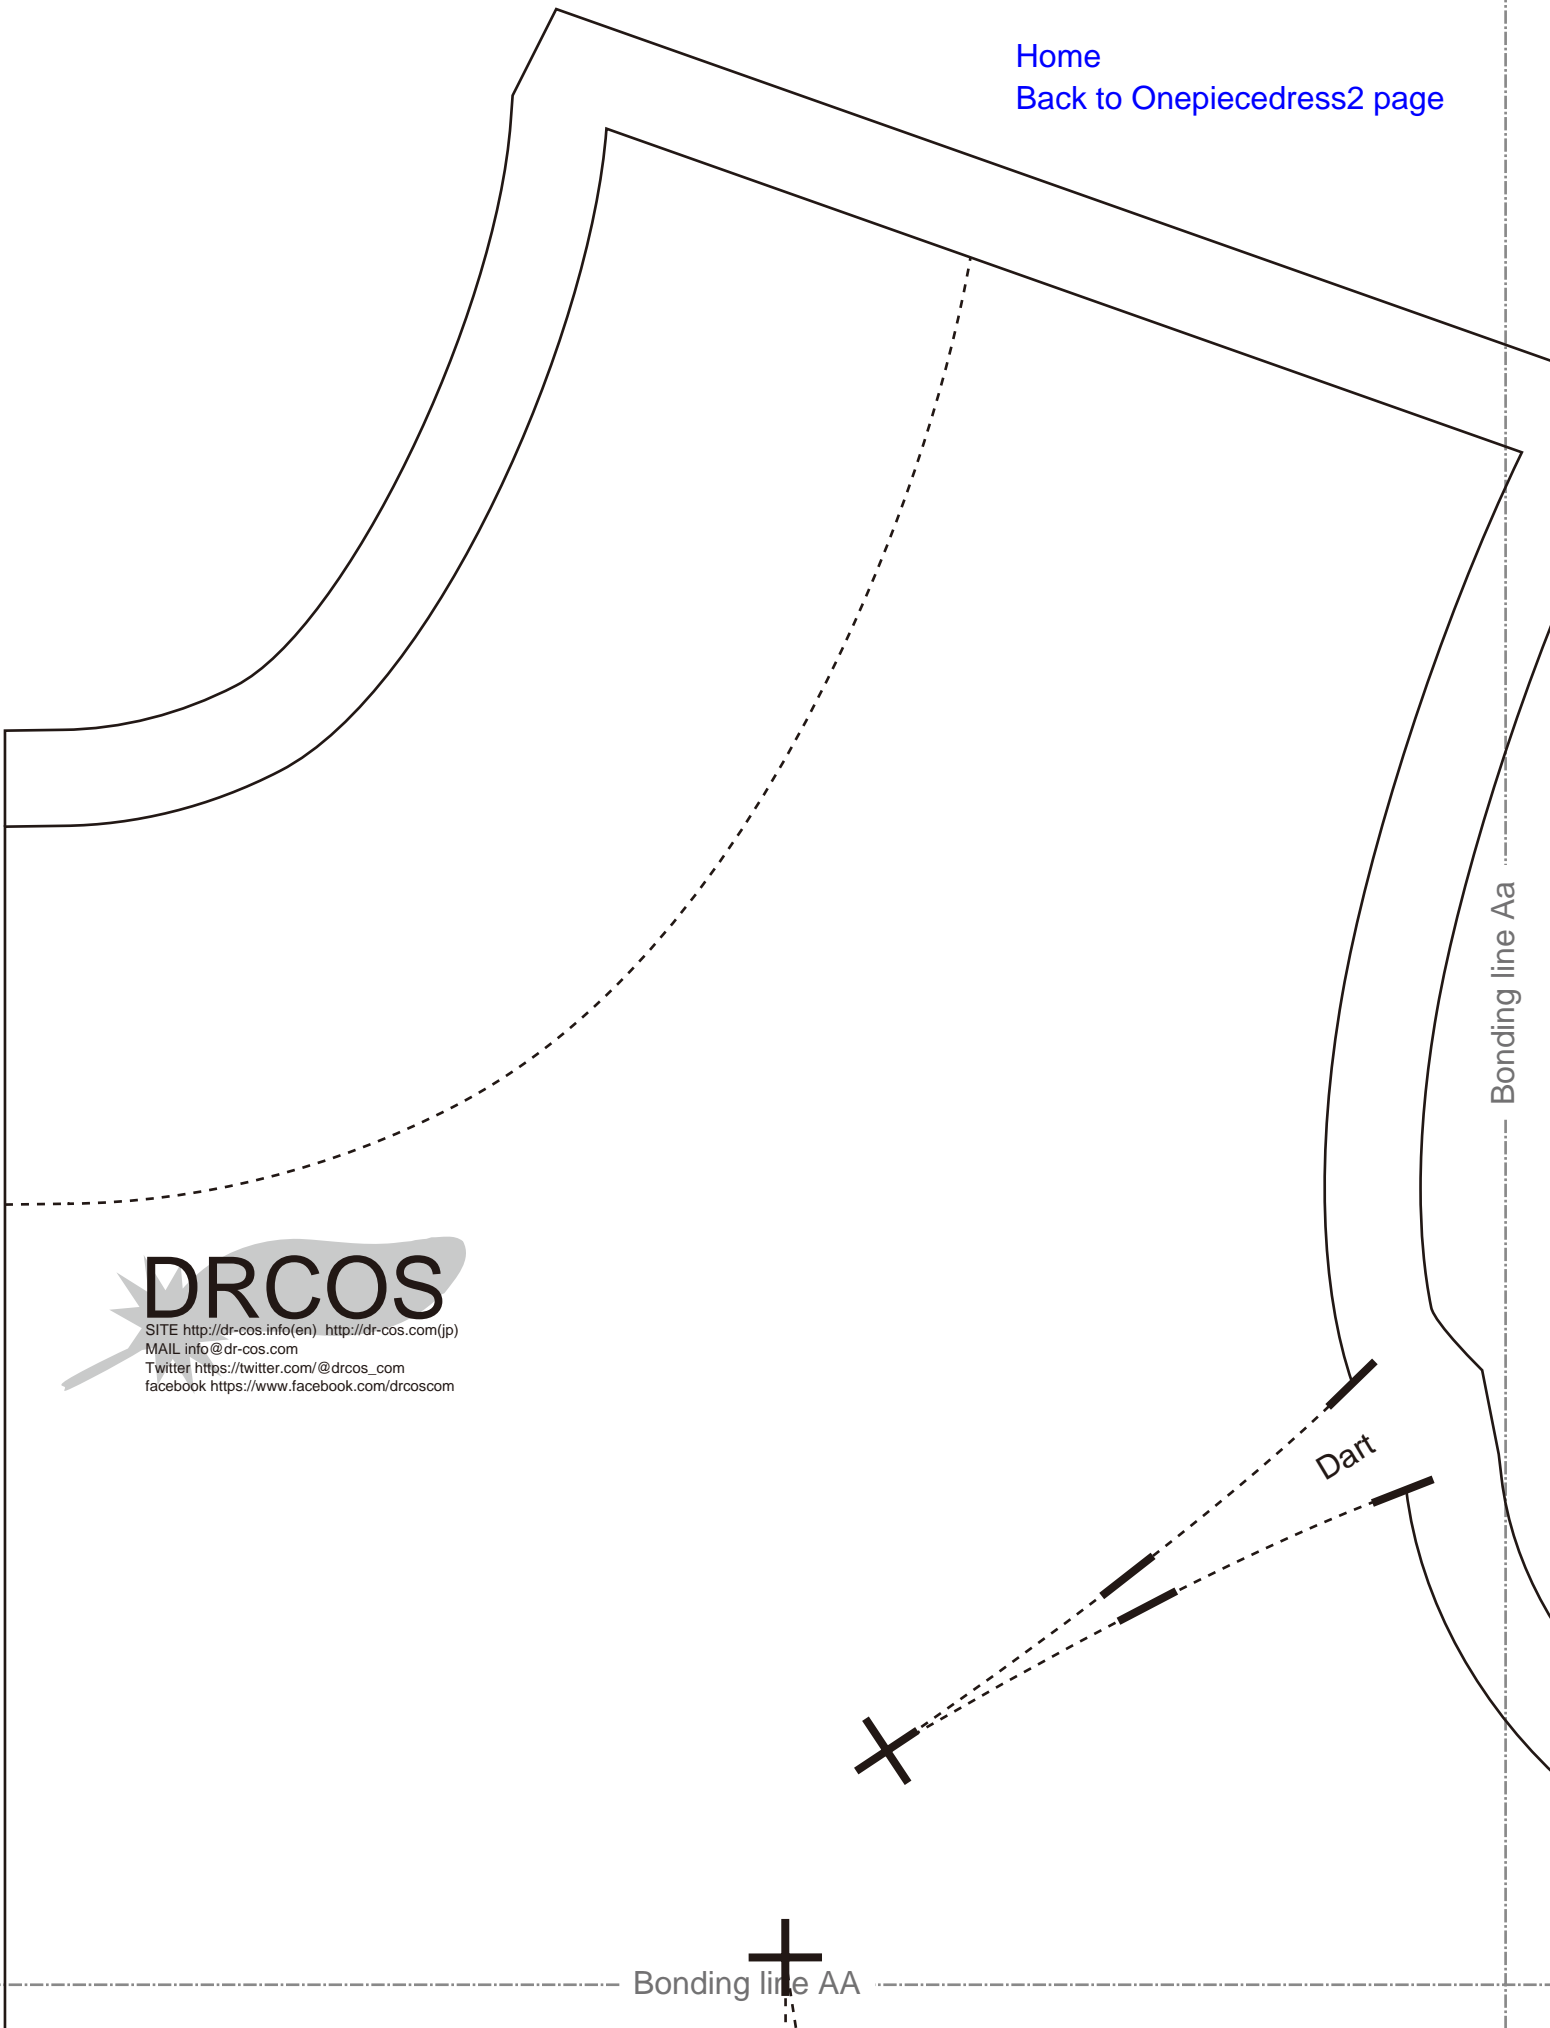 Home
Back to Onepiecedress2 page
Bonding line Aa
DRCOS
SITE http://dr-cos.info(en) http://dr-cos.com(jp)
MAIL info@dr-cos.com
Twitter https://twitter.com/@drcos_com
facebook https://www.facebook.com/drcoscom
Dart
Bonding line AA